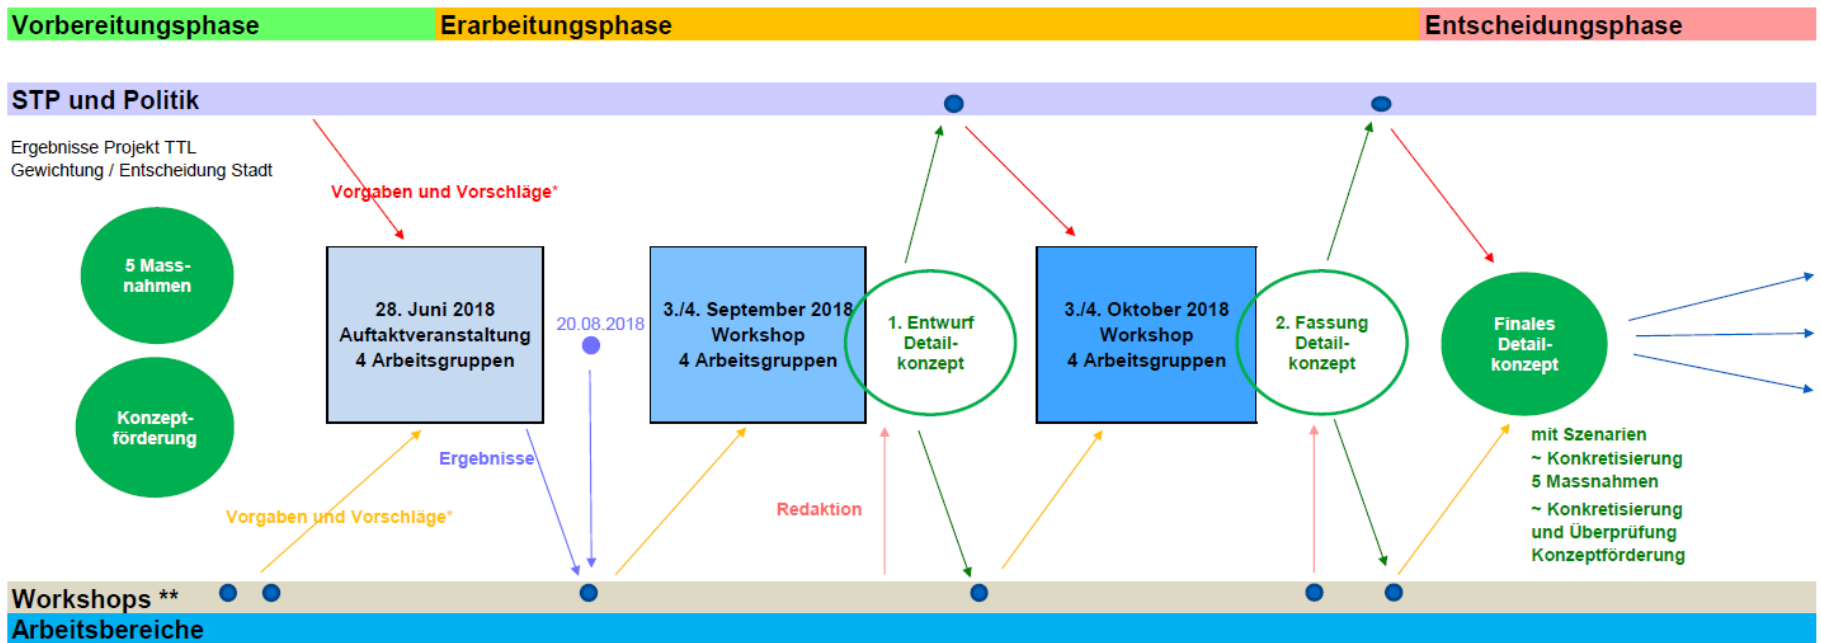 Vorbereitungsphase
Erarbeitungsphase
Entscheidungsphase
STP und Politik
Ergebnisse Projekt TTL
Gewichtung / Entscheidung Stadt
Vorgaben und Vorschläge*
5 Mass-
nahmen
Konzept-
förderung
28. Juni 2018
Auftaktveranstaltung
4 Arbeitsgruppen
20.08.2018
3./4. September 2018
Workshop
4 Arbeitsgruppen
1. Entwurf
Detail-
konzept
3./4. Oktober 2018
Workshop
4 Arbeitsgruppen
2. Fassung
Detail-
konzept
Finales
Detail-
konzept
mit Szenarien
~ Konkretisierung
5 Massnahmen
~ Konkretisierung
und Überprüfung
Konzeptförderung
Ergebnisse
Vorgaben und Vorschläge*
Redaktion
Workshops **
Arbeitsbereiche